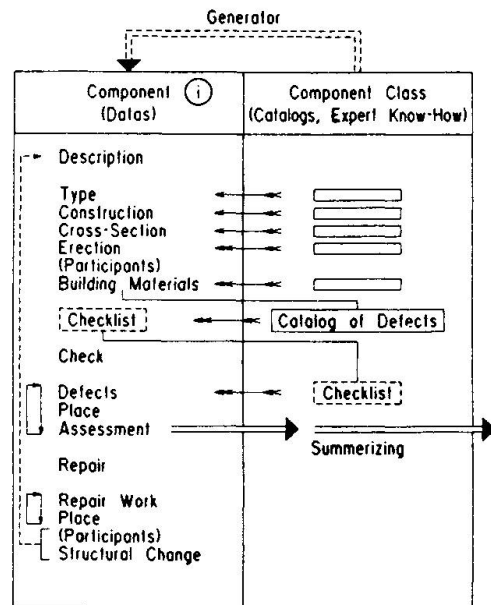 Generator
Component i
(Datas)
Component Class
(Catalogs, Expert Know-How)
Description
Type
Construction
Cross-Section
Erection
(Participants)
Building Materials
Checklist
Catalog of Defects
Check
Defects
Checklist
Place
Assessment
Summerizing
Repair
Repair Work
Place
(Participants)
Structural Change